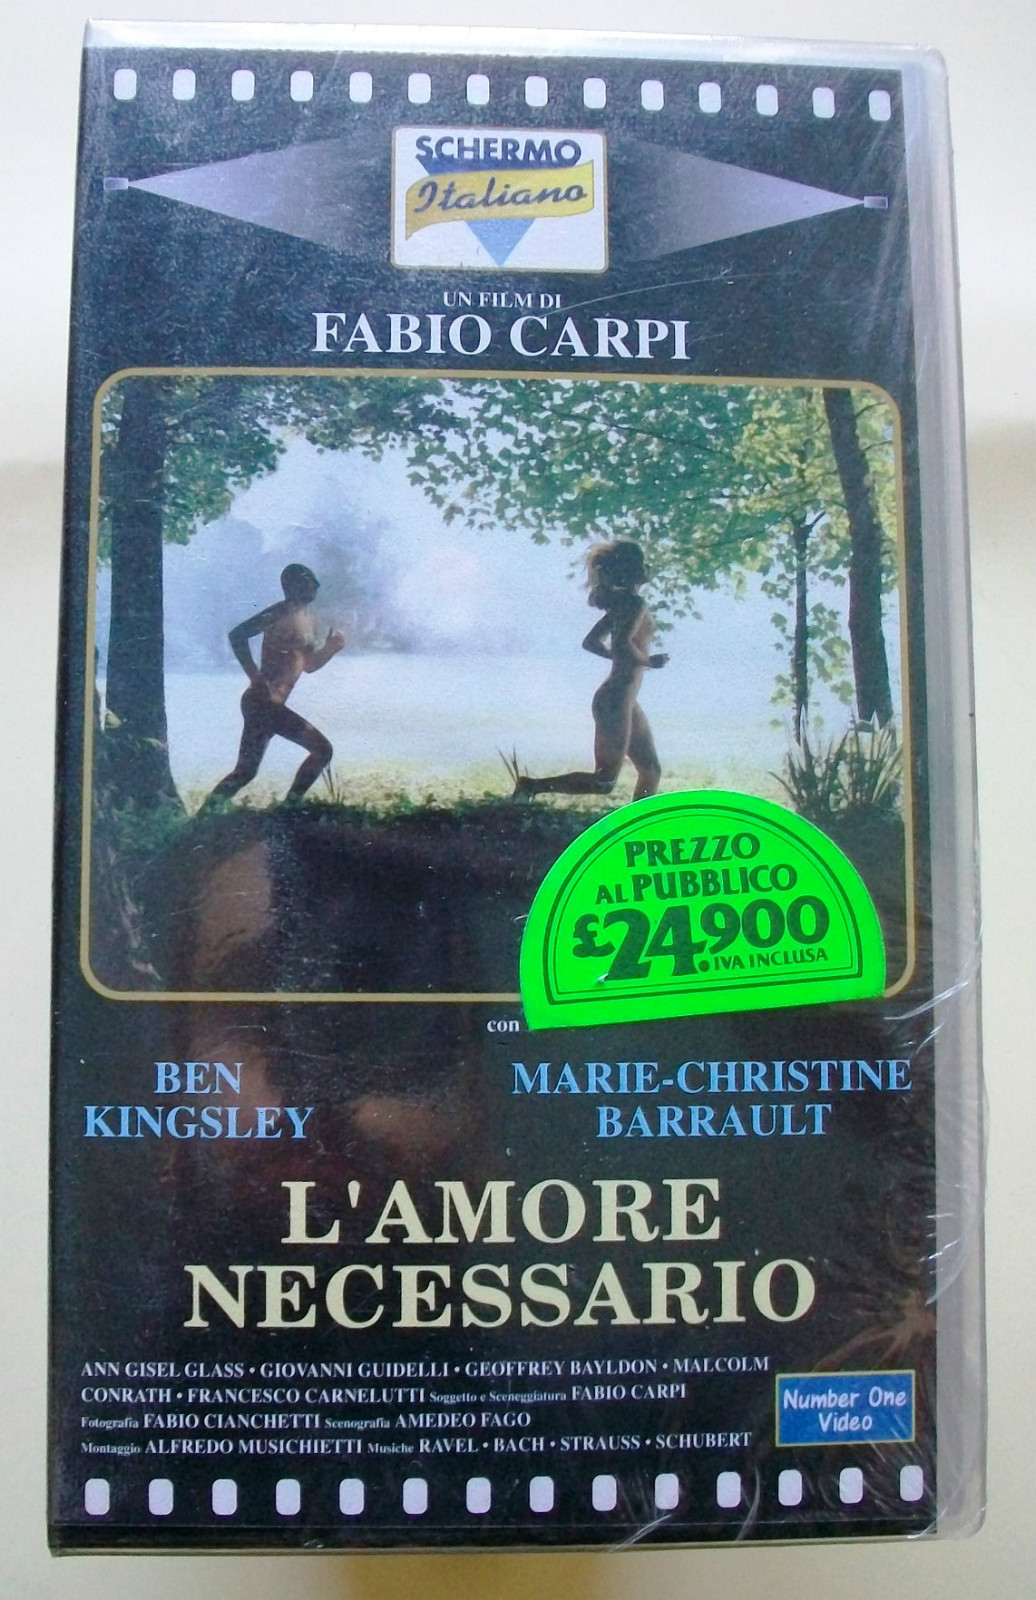 SCHERMO
Italiano
UN FILM DI
FABIO CARPI
PREZZO
AL PUBBLICO
£24.900
IVA INCLUSA
con
BEN
KINGSLEY
MARIE-CHRISTINE
BARRAULT
L'AMORE
NECESSARIO
ANN GISEL GLASS • GIOVANNI GUIDELLI • GEOFFREY BAYLDON • MALCOLM
CONRATH • FRANCESCO CARNELUTTI Soggetto e Sceneggiatura FABIO CARPI
Fotografia FABIO CIANCHETTI Scenografia AMEDEO FAGO
Montaggio ALFREDO MUSICHIETTI Musiche RAVEL • BACH • STRAUSS • SCHUBERT
Number One
Video